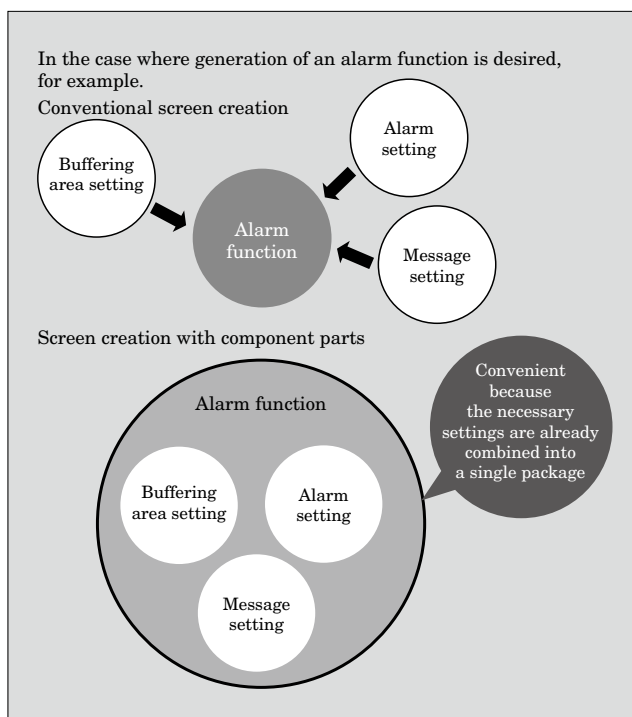 In the case where generation of an alarm function is desired,
for example.
Conventional screen creation
Buffering
area setting
Alarm
function
Alarm
setting
Message
setting
Screen creation with component parts
Alarm function
Buffering
area setting
Alarm
setting
Message
setting
Convenient
because
the necessary
settings are already
combined into
a single package